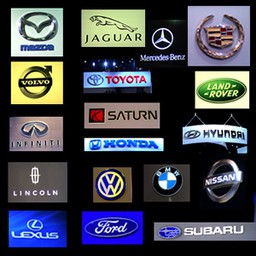 mazda
JAGUAR
Mercedes-Benz
VOLVO
TOYOTA
LAND-
ROVER
SATURN
INFINITI
HONDA
HYUNDAI
LINCOLN
NISSAN
BMW
LEXUS
Ford
SUBARU